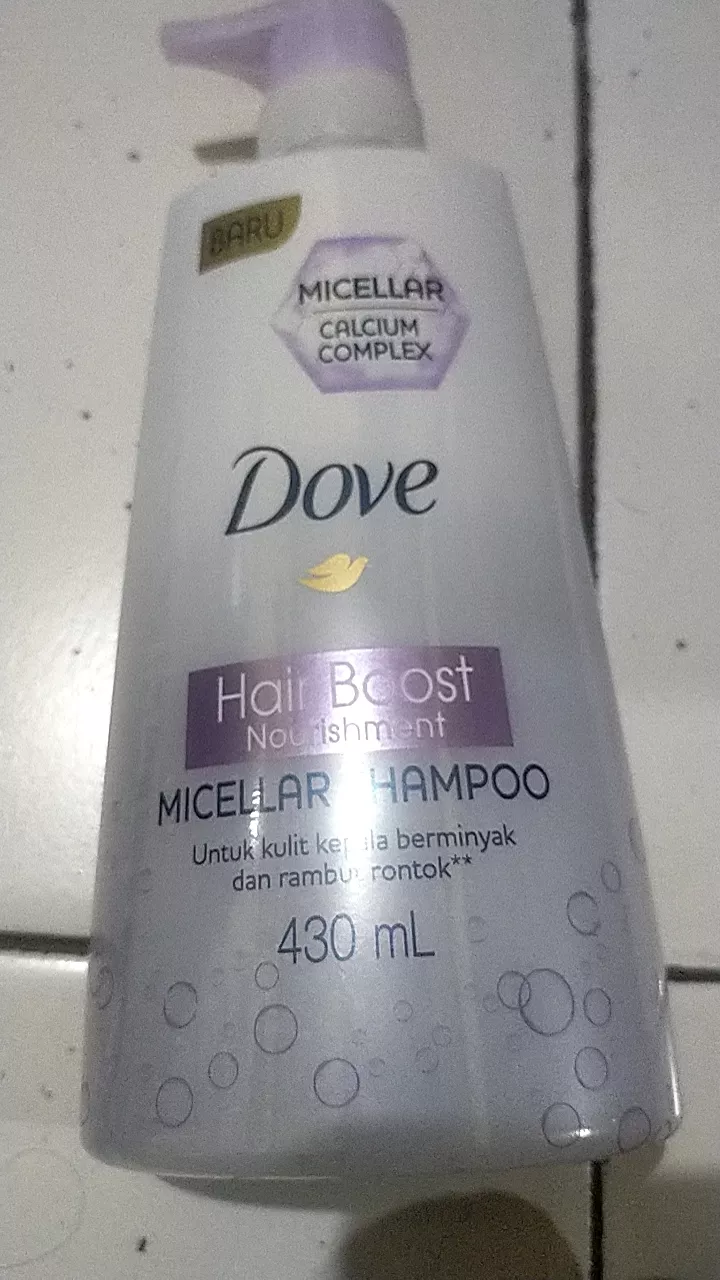 BARU
MICELLAR
CALCIUM
COMPLEX
Dove
Hair Boost
Nourishment
MICELLAR SHAMPOO
Untuk kulit kepala berminyak
dan rambut rontok**
430 mL